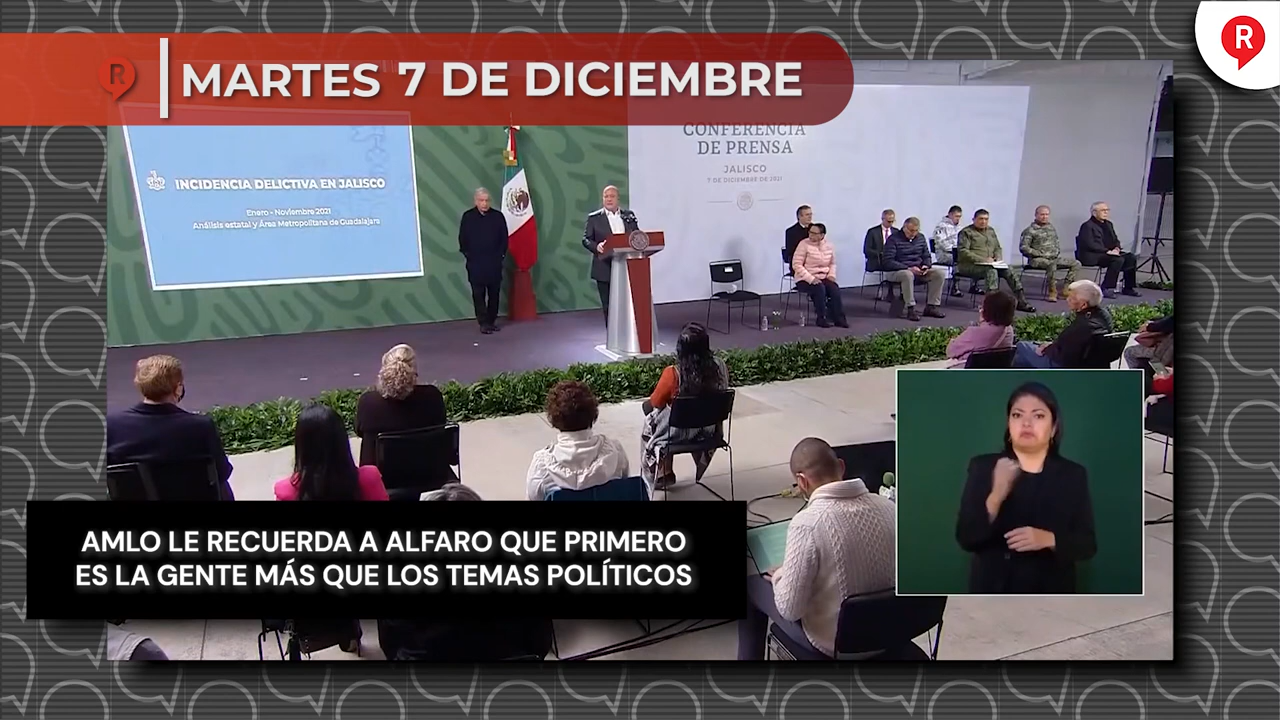 R
R
MARTES 7 DE DICIEMBRE
CONFERENCIA
DE PRENSA
JALISCO
7 DE DICIEMBRE DE 2021
INCIDENCIA DELICTIVA EN JALISCO
Enero - Noviembre 2021
Análisis estatal y Área Metropolitana de Guadalajara
AMLO LE RECUERDA A ALFARO QUE PRIMERO
ES LA GENTE MÁS QUE LOS TEMAS POLÍTICOS